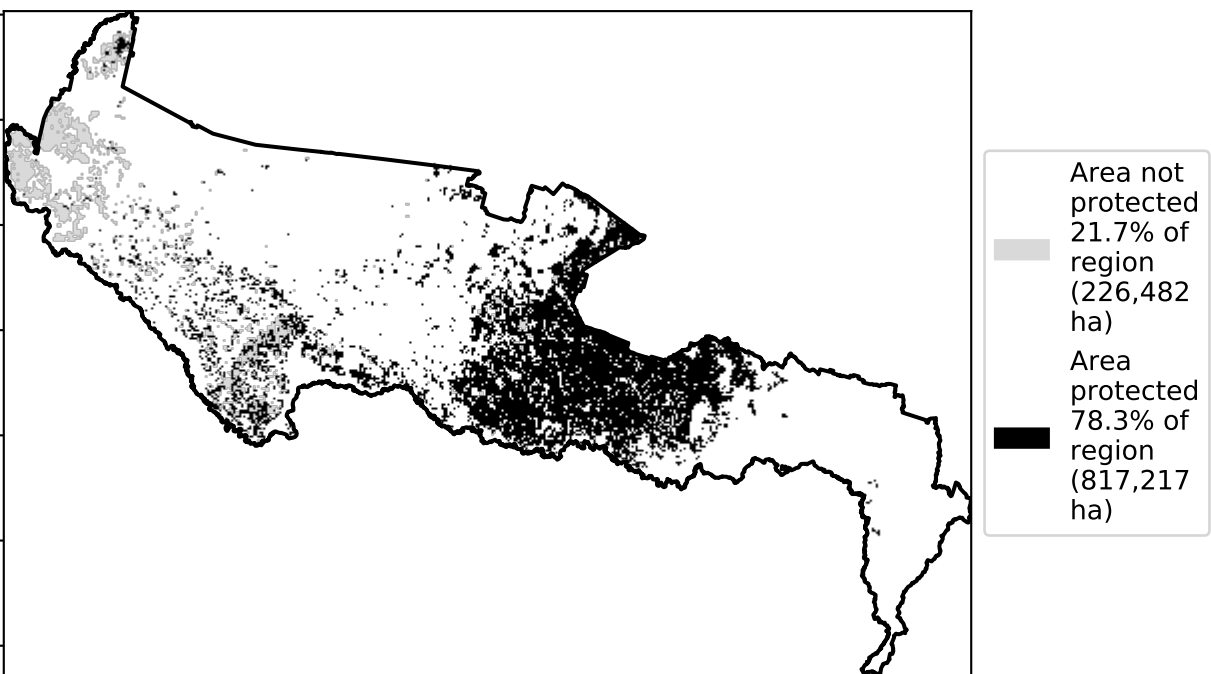 Area not
protected
21.7% of
region
(226,482
ha)
Area
protected
78.3% of
region
(817,217
ha)